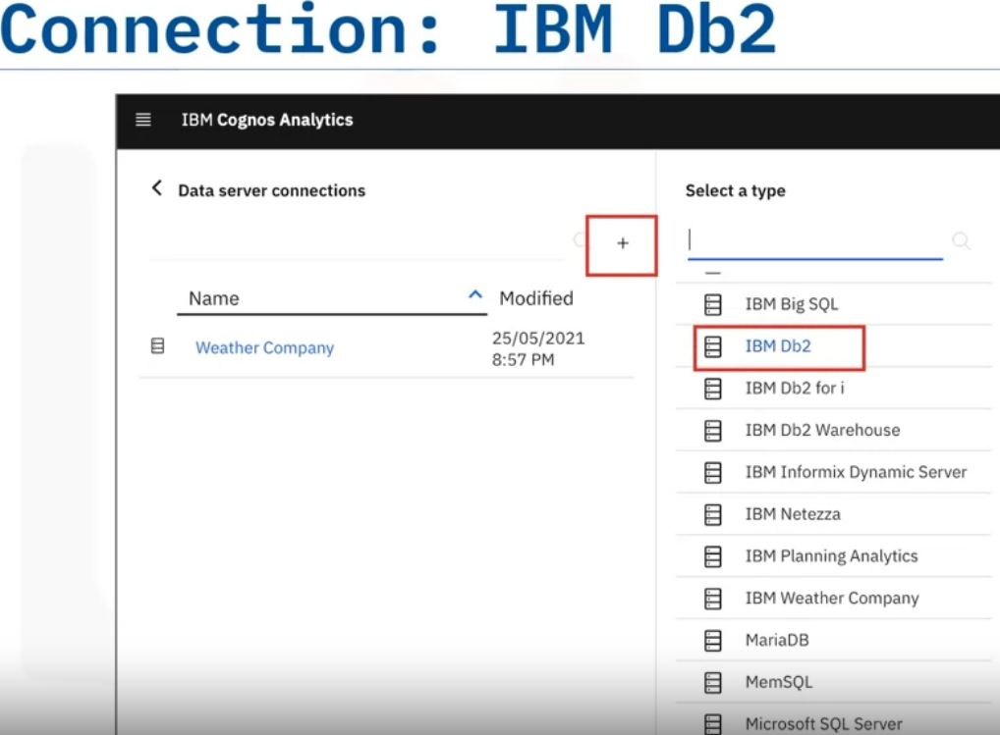 Connection: IBM Db2
IBM Cognos Analytics
Data server connections
Name
Modified
Weather Company
25/05/2021
8:57 PM
Select a type
IBM Big SQL
IBM Db2
IBM Db2 for i
IBM Db2 Warehouse
IBM Informix Dynamic Server
IBM Netezza
IBM Planning Analytics
IBM Weather Company
MariaDB
MemSQL
Microsoft SQL Server